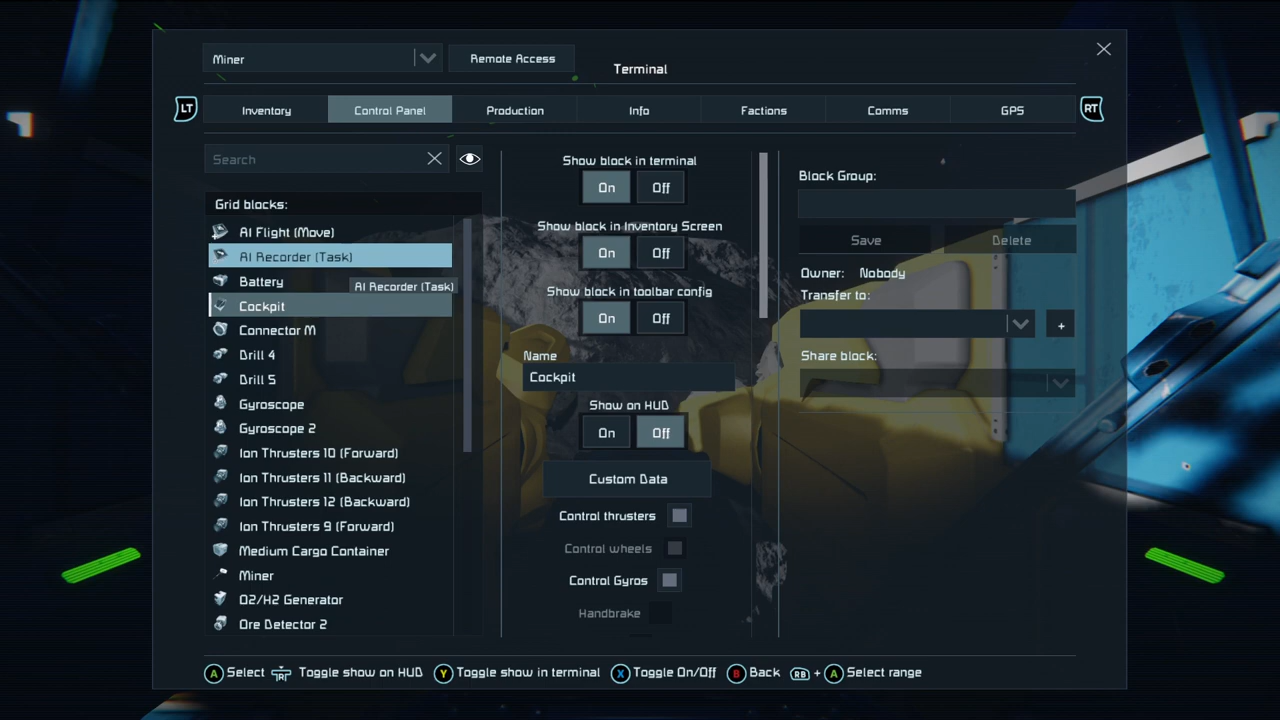 Miner
Remote Access
Terminal
LT
Inventory
Control Panel
Production
Info
Factions
Comms
GPS
RT
Search
Grid blocks:
AI Flight (Move)
AI Recorder (Task)
Battery
AI Recorder (Task)
Cockpit
Connector M
Drill 4
Drill 5
Gyroscope
Gyroscope 2
Ion Thrusters 10 (Forward)
Ion Thrusters 11 (Backward)
Ion Thrusters 12 (Backward)
Ion Thrusters 9 (Forward)
Medium Cargo Container
Miner
O2/H2 Generator
Ore Detector 2
Show block in terminal
On Off
Show block in Inventory Screen
On Off
Show block in toolbar config
On Off
Name
Cockpit
Show on HUD
On Off
Custom Data
Control thrusters
Control wheels
Control Gyros
Handbrake
Block Group:
Save Delete
Owner: Nobody
Transfer to:
+
Share block:
A Select Toggle show on HUD Y Toggle show in terminal X Toggle On/Off B Back RB + A Select range